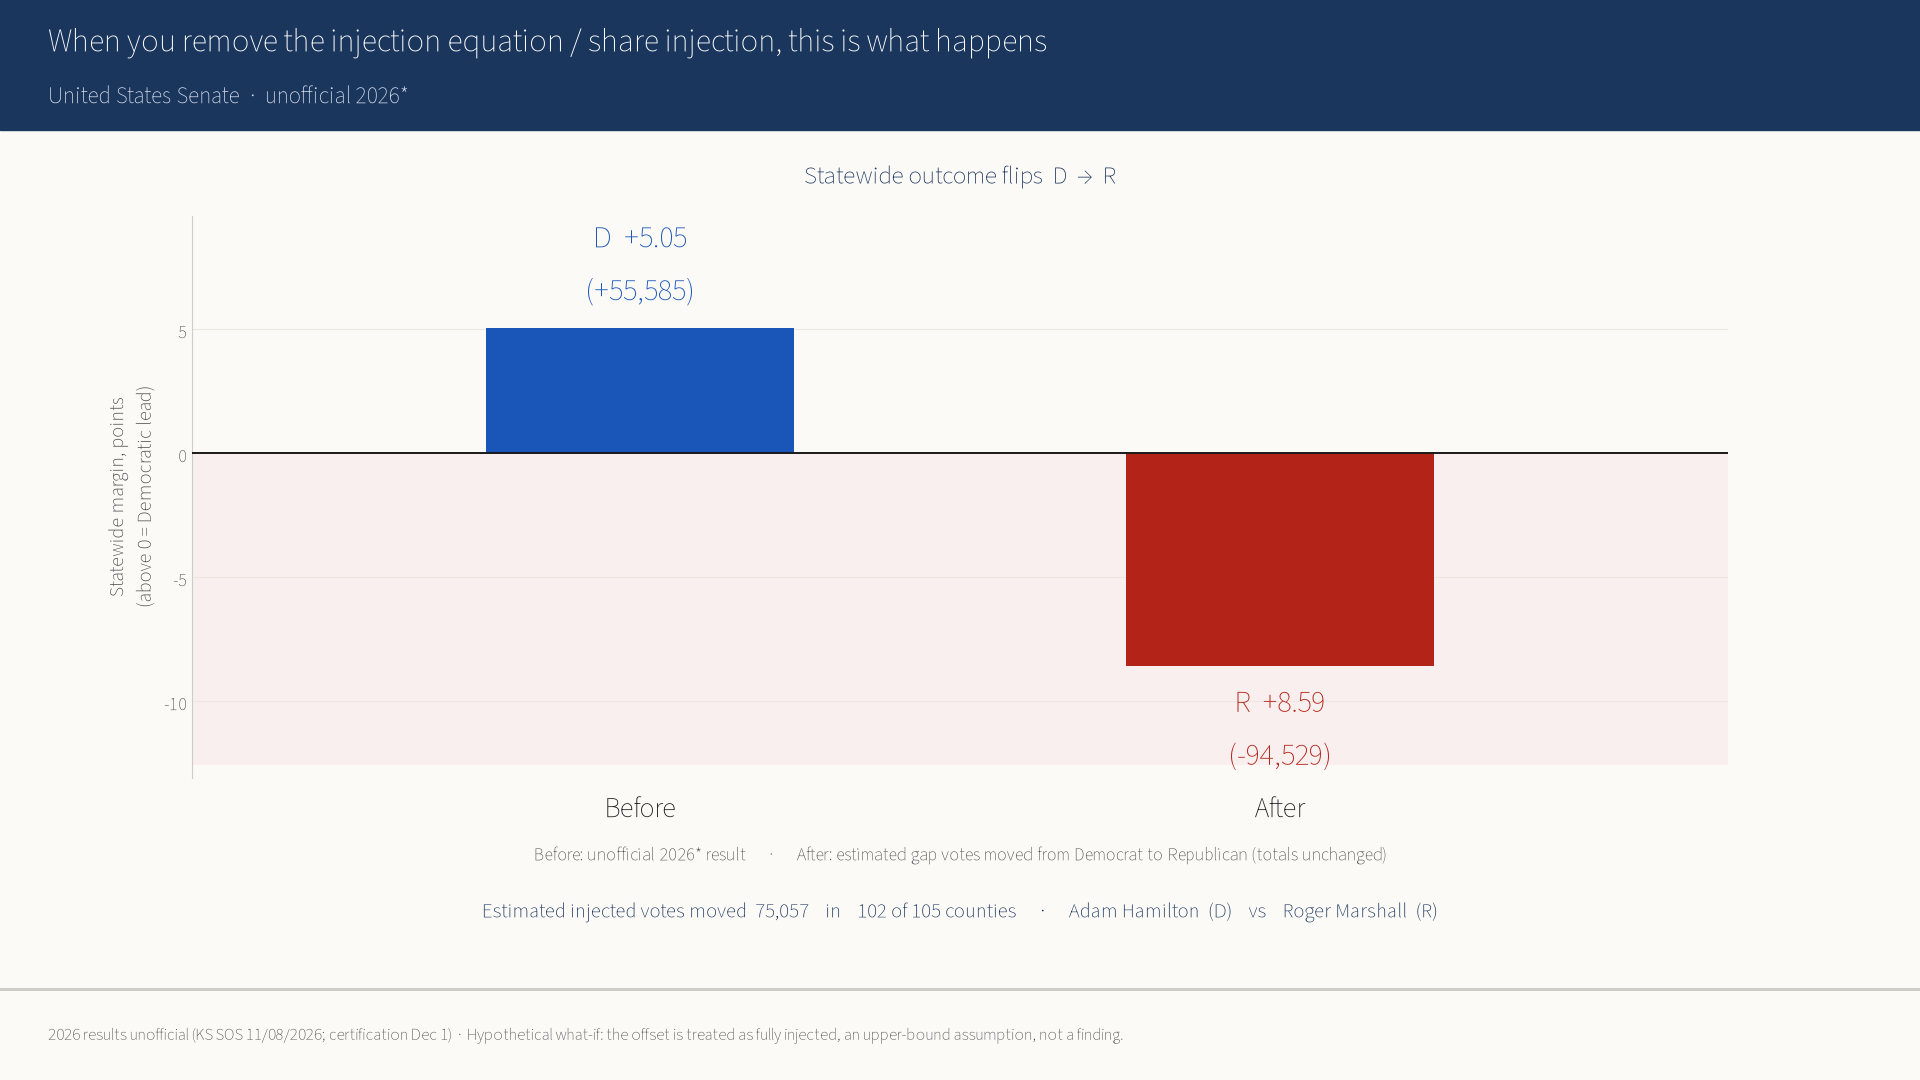 When you remove the injection equation / share injection, this is what happens
United States Senate · unofficial 2026*
Statewide outcome flips D → R
D +5.05
(+55,585)
5
0
-5
-10
Statewide margin, points
(above 0 = Democratic lead)
R +8.59
(-94,529)
Before
After
Before: unofficial 2026* result · After: estimated gap votes moved from Democrat to Republican (totals unchanged)
Estimated injected votes moved 75,057 in 102 of 105 counties · Adam Hamilton (D) vs Roger Marshall (R)
2026 results unofficial (KS SOS 11/08/2026; certification Dec 1) · Hypothetical what-if: the offset is treated as fully injected, an upper-bound assumption, not a finding.